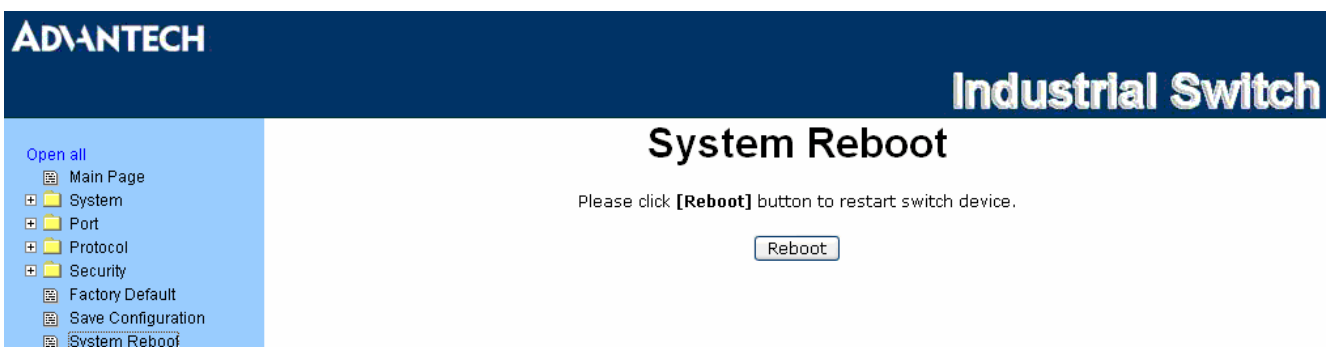 ADVANTECH
Industrial Switch
Open all
Main Page
System
Port
Protocol
Security
Factory Default
Save Configuration
System Reboot
System Reboot
Please click [Reboot] button to restart switch device.
Reboot